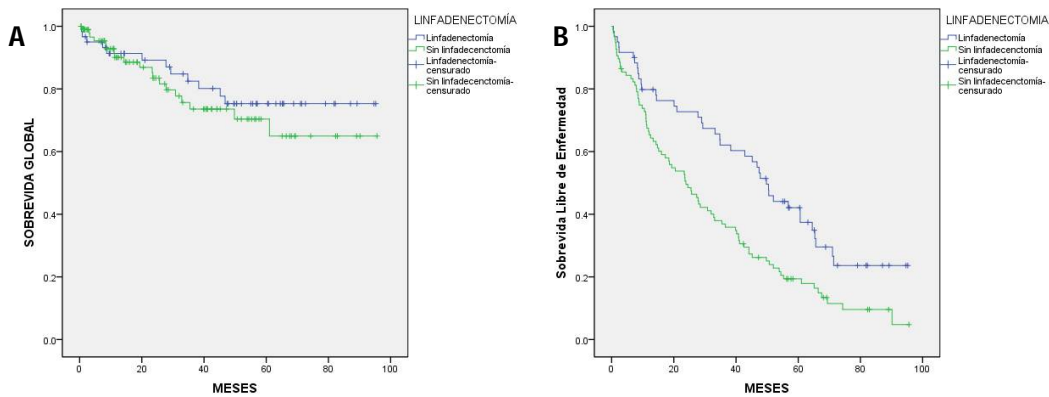 A
SOBREVIDA GLOBAL
1.0
0.8
0.6
0.4
0.2
0.0
0
20
40
60
80
100
MESES
LINFADENECTOMÍA
Linfadenectomía
Sin linfadecenctomía
Linfadenectomía-
censurado
Sin linfadecenctomía-
censurado
B
Sobrevida Libre de Enfermedad
1.0
0.8
0.6
0.4
0.2
0.0
0
20
40
60
80
100
MESES
LINFADENECTOMIA
Linfadenectomía
Sin linfadecenctomía
Linfadenectomía-
censurado
Sin linfadecenctomía-
censurado